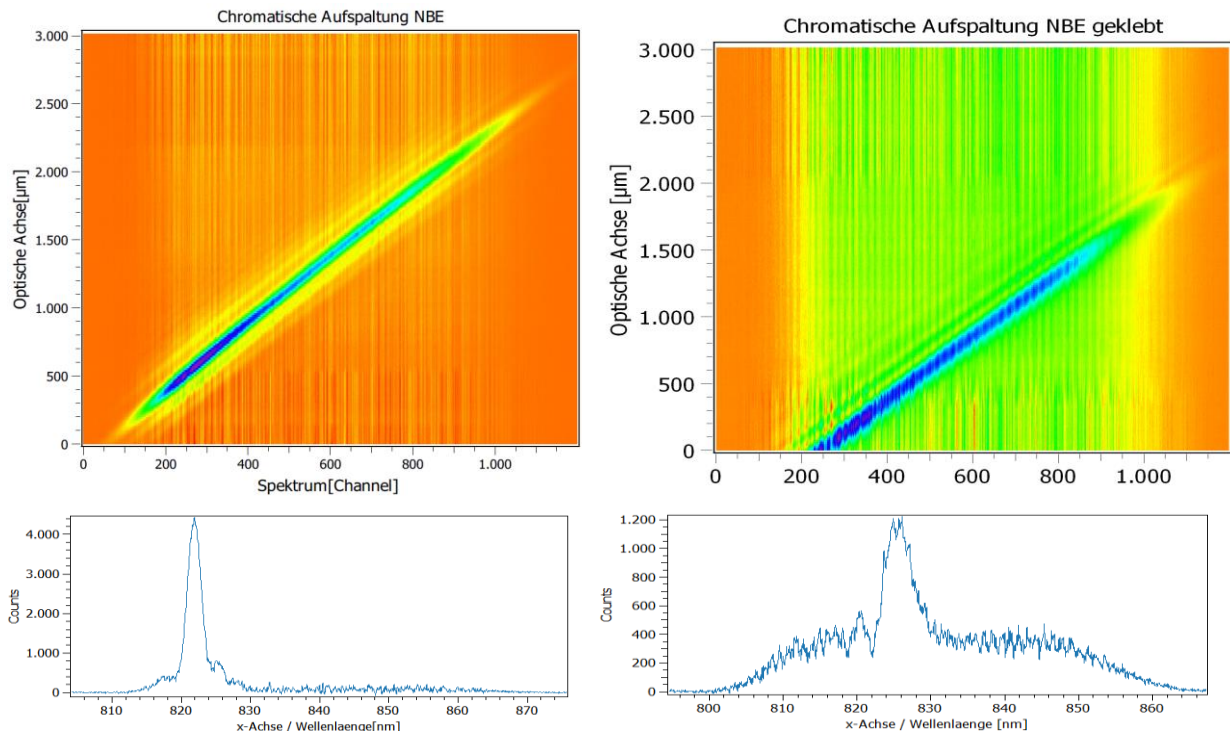 Chromatische Aufspaltung NBE
3.000
2.500
2.000
1.500
1.000
500
0
Optische Achse[µm]
0 200 400 600 800 1.000
Spektrum[Channel]
Chromatische Aufspaltung NBE geklebt
3.000
2.500
2.000
1.500
1.000
500
0
Optische Achse [µm]
0 200 400 600 800 1.000
4.000
3.000
2.000
1.000
0
Counts
810 820 830 840 850 860 870
x-Achse / Wellenlaenge[nm]
1.200
1.000
800
600
400
200
0
Counts
800 810 820 830 840 850 860
x-Achse / Wellenlaenge [nm]